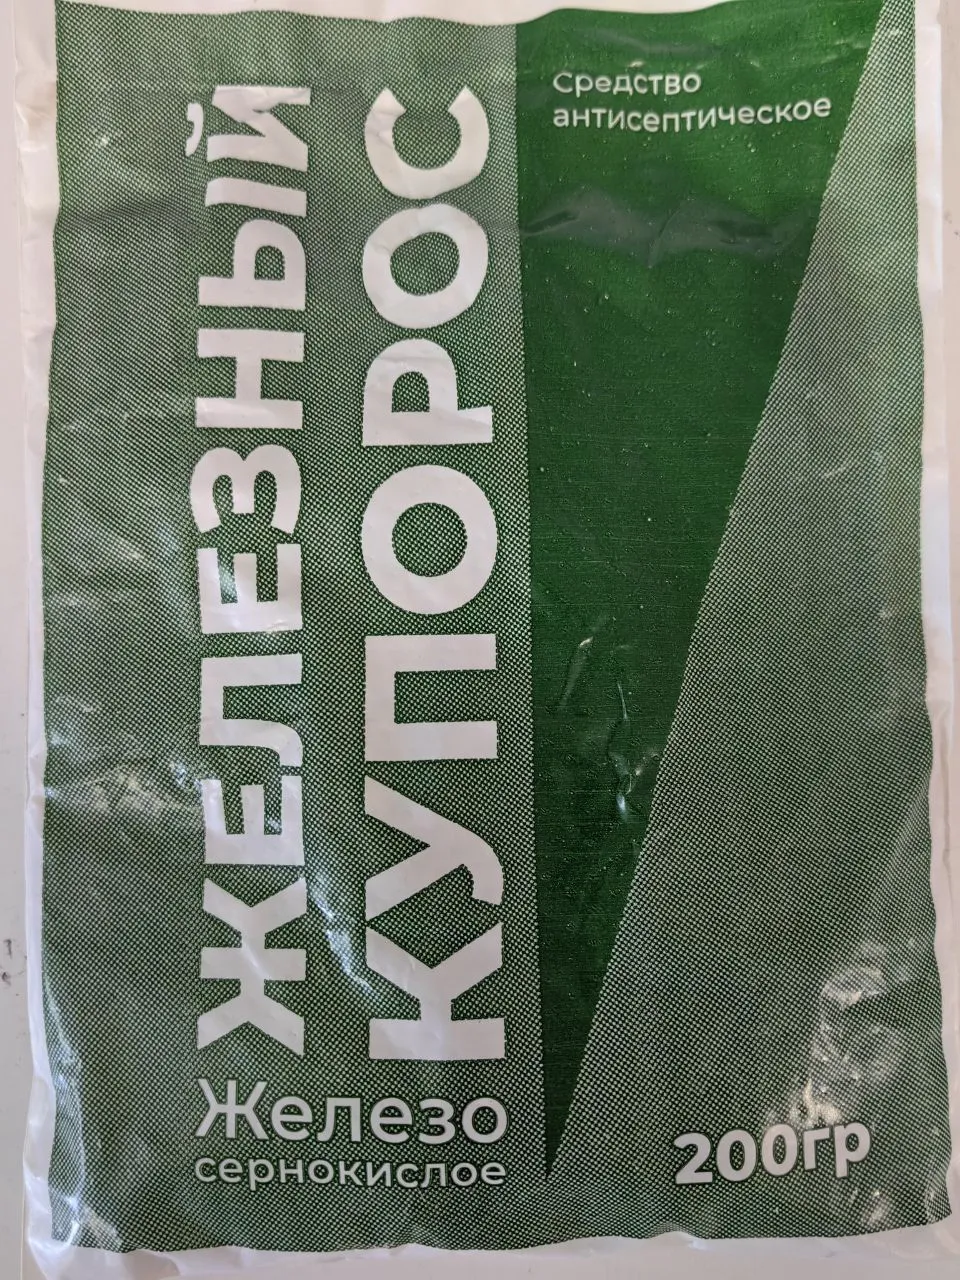 Средство
антисептическое
ЖЕЛЕЗНЫЙ
КУПОРОС
Железо
сернокислое
200гр